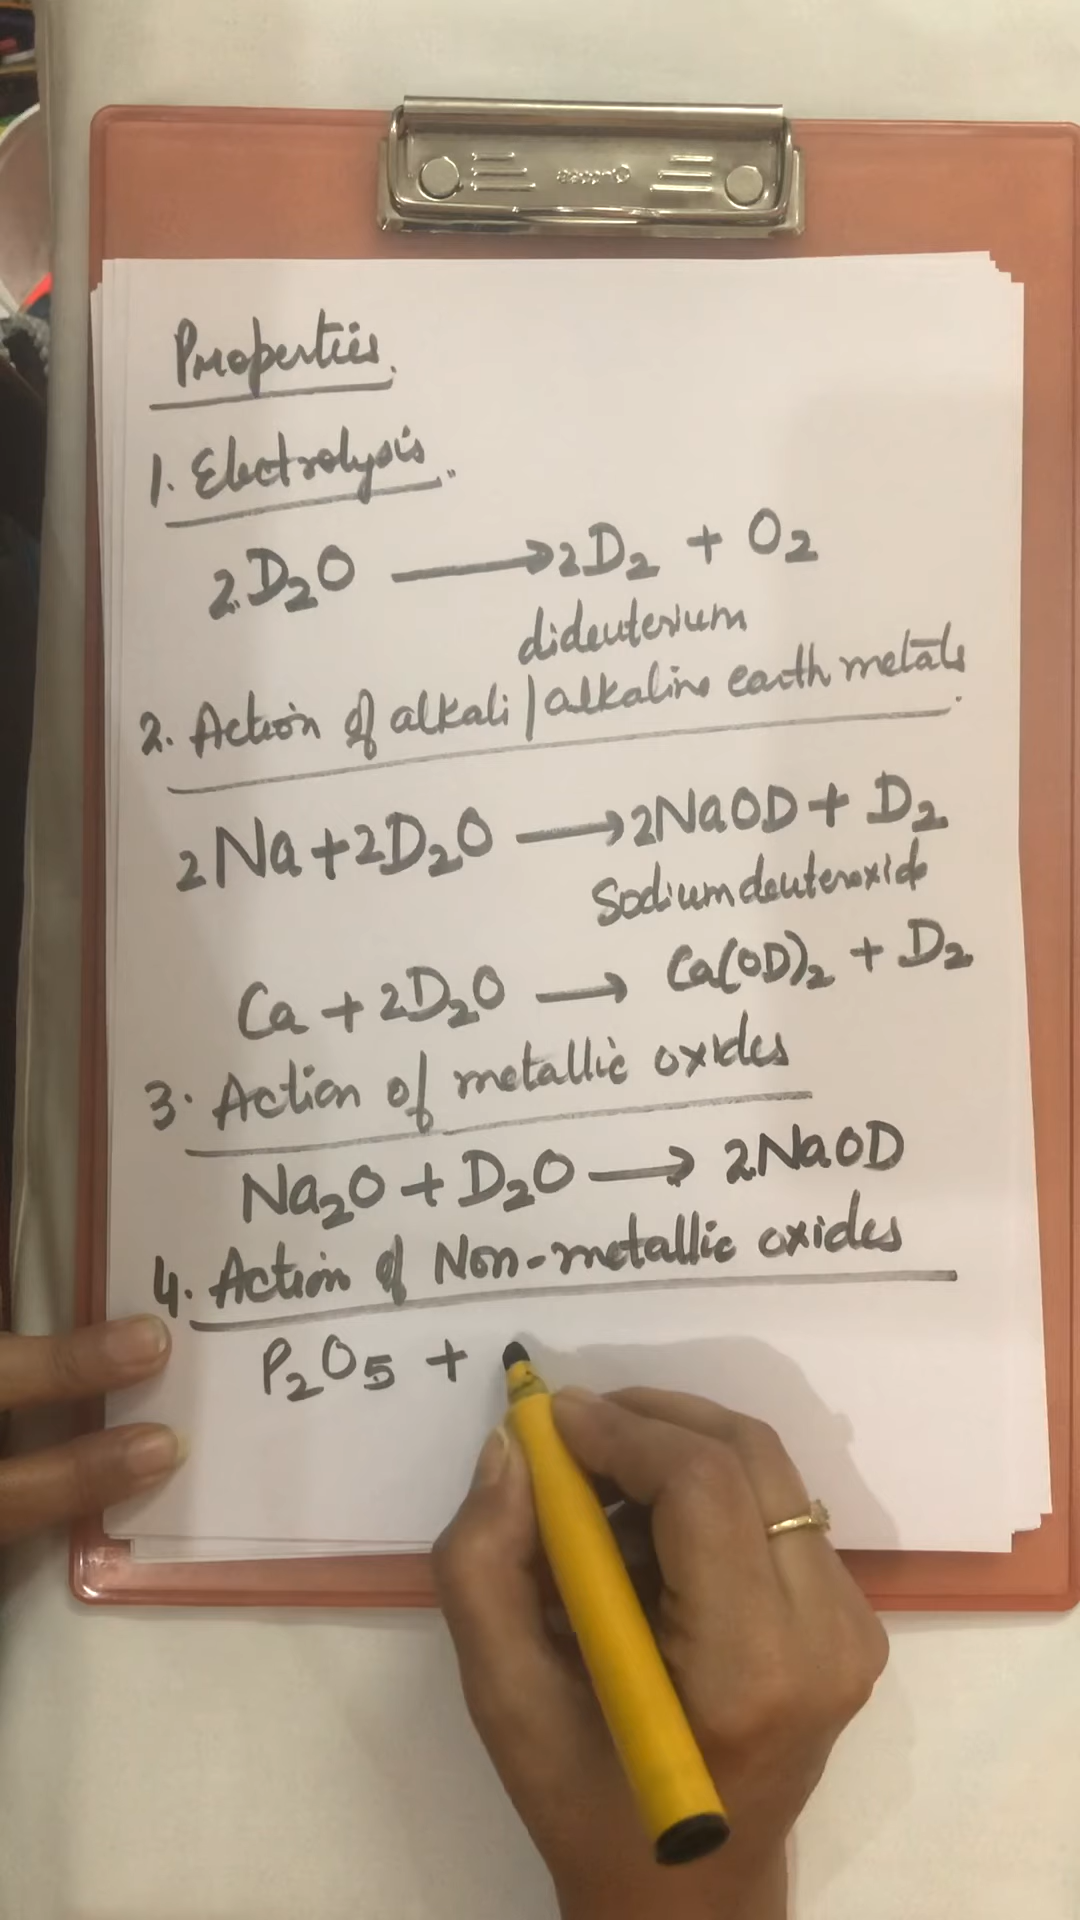 Properties.
1. Electrolysis.
2D₂O ⟶ 2D₂ + O₂
dideuterium
2. Action of alkali / alkaline earth metals.
2Na + 2D₂O ⟶ 2NaOD + D₂
Sodium deuteroxide
Ca + 2D₂O ⟶ Ca(OD)₂ + D₂
3. Action of metallic oxides
Na₂O + D₂O ⟶ 2NaOD
4. Action of Non-metallic oxides
P₂O₅ +